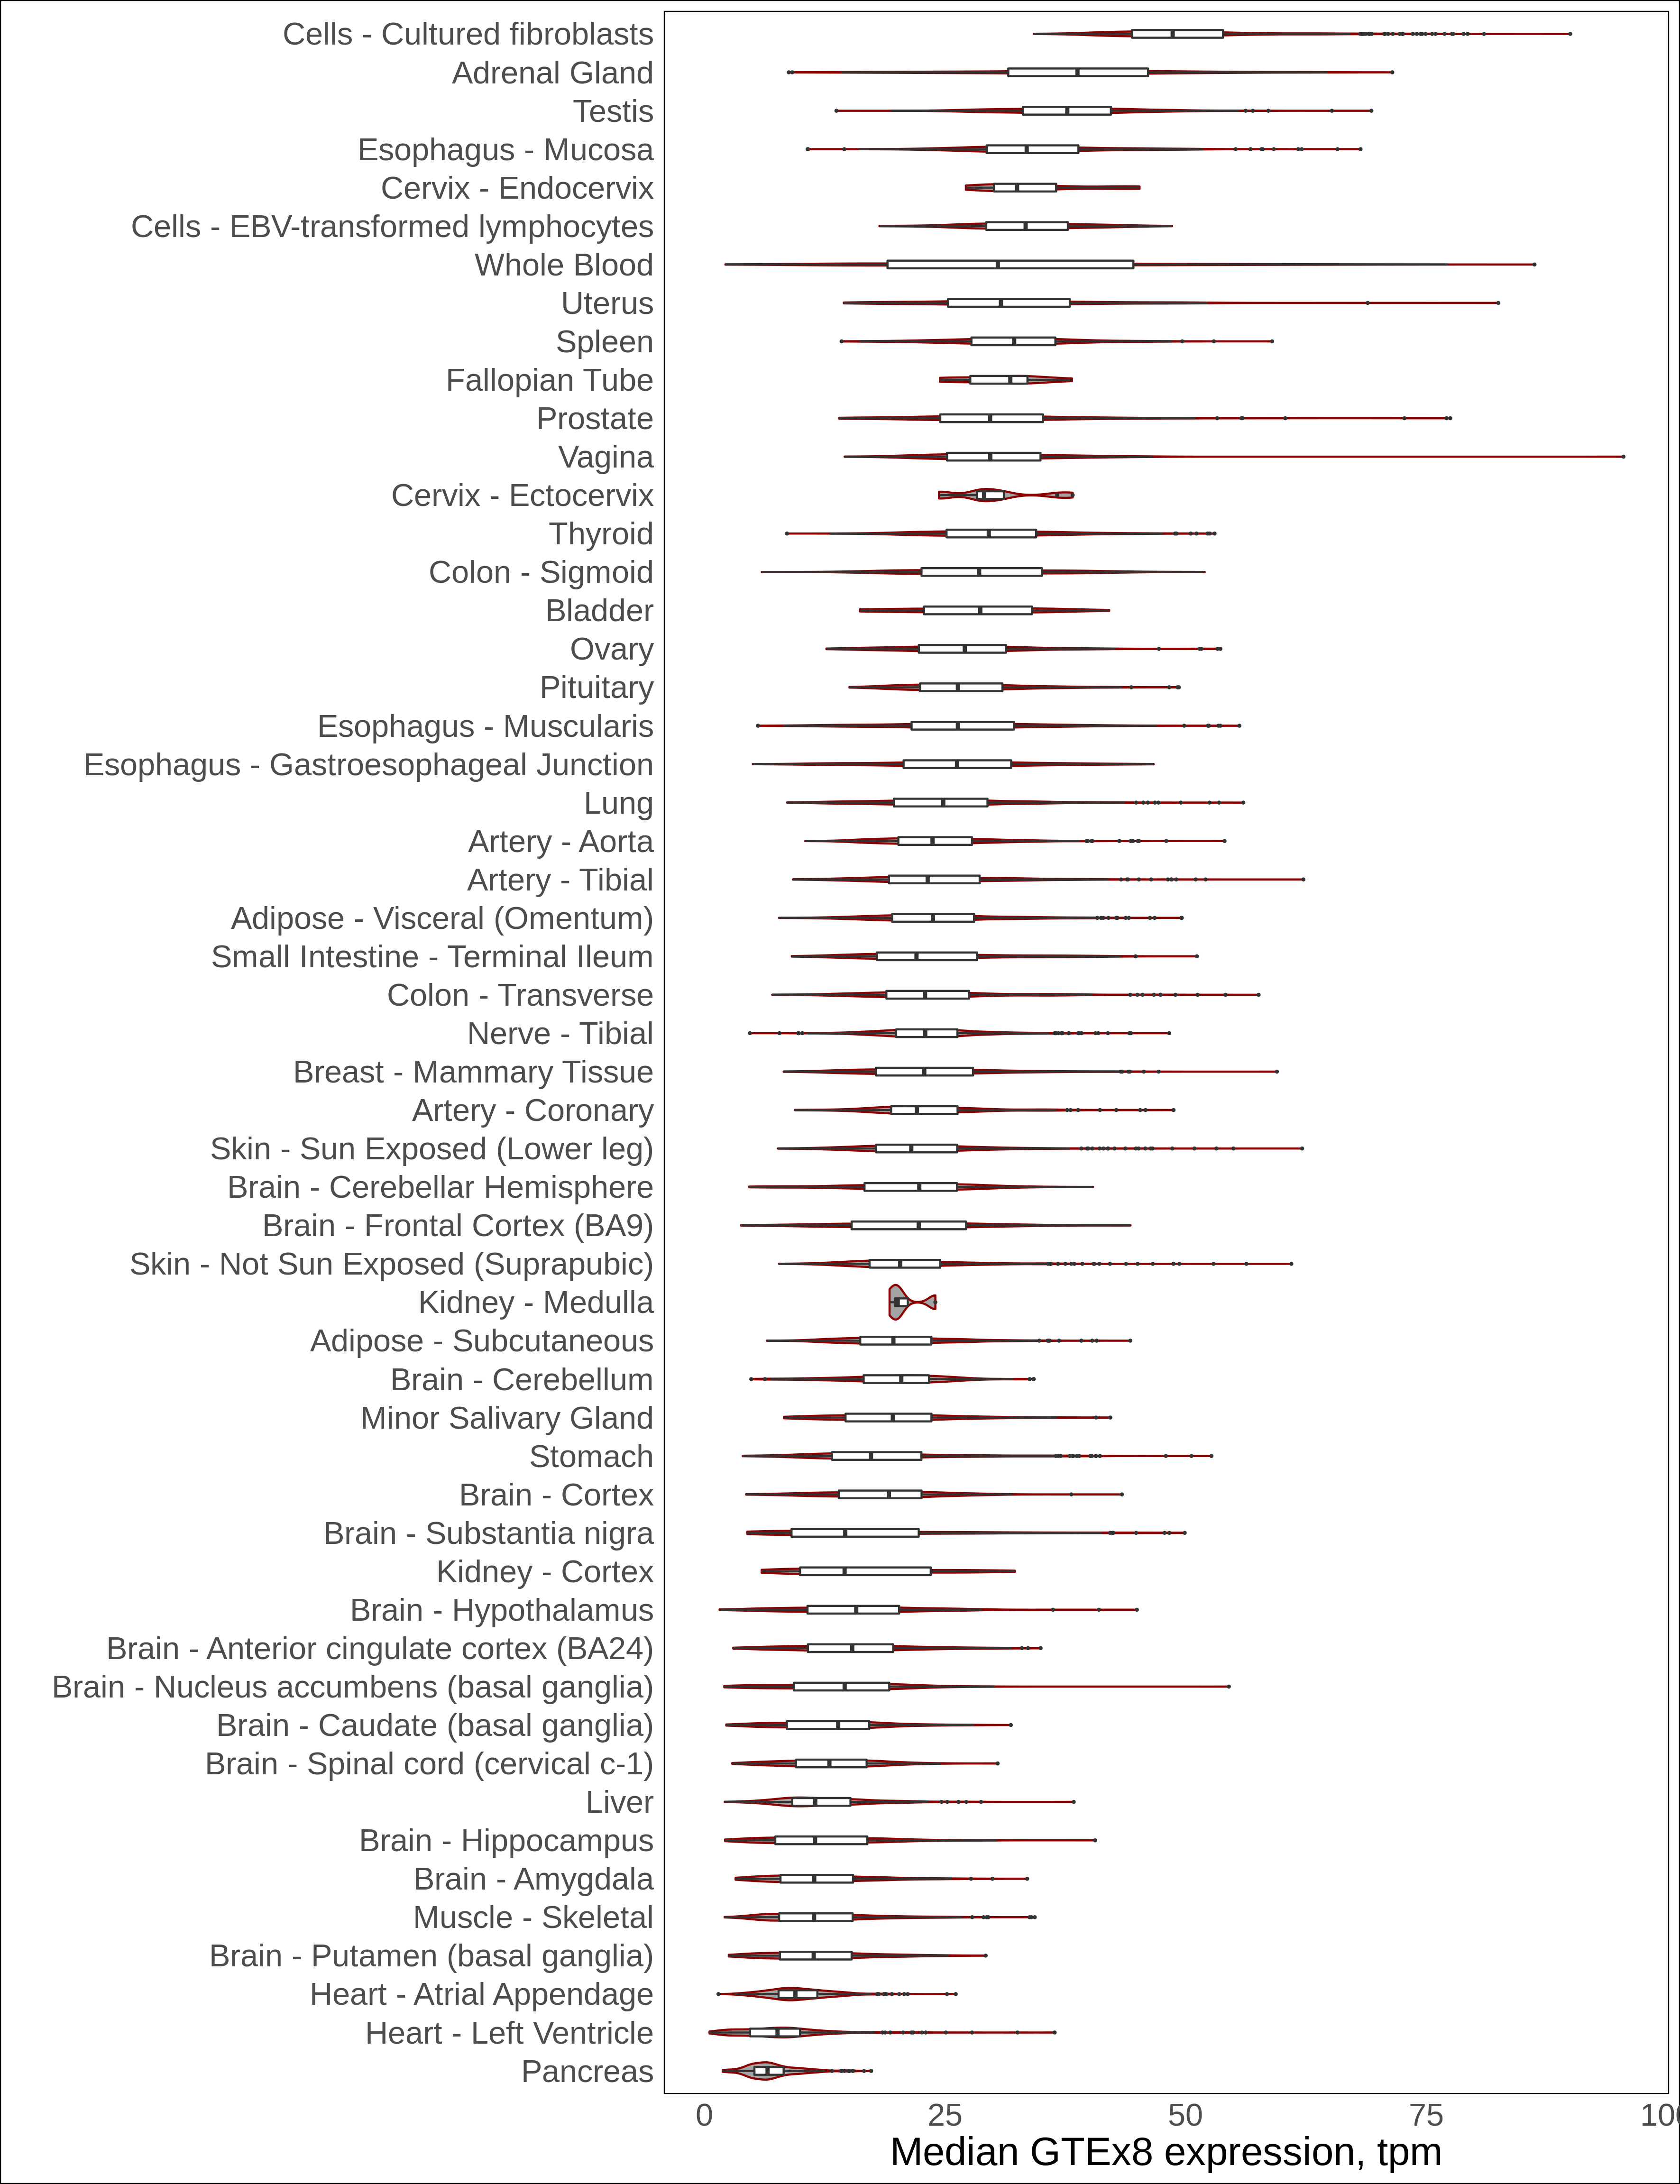 Cells - Cultured fibroblasts
Adrenal Gland
Testis
Esophagus - Mucosa
Cervix - Endocervix
Cells - EBV-transformed lymphocytes
Whole Blood
Uterus
Spleen
Fallopian Tube
Prostate
Vagina
Cervix - Ectocervix
Thyroid
Colon - Sigmoid
Bladder
Ovary
Pituitary
Esophagus - Muscularis
Esophagus - Gastroesophageal Junction
Lung
Artery - Aorta
Artery - Tibial
Adipose - Visceral (Omentum)
Small Intestine - Terminal Ileum
Colon - Transverse
Nerve - Tibial
Breast - Mammary Tissue
Artery - Coronary
Skin - Sun Exposed (Lower leg)
Brain - Cerebellar Hemisphere
Brain - Frontal Cortex (BA9)
Skin - Not Sun Exposed (Suprapubic)
Kidney - Medulla
Adipose - Subcutaneous
Brain - Cerebellum
Minor Salivary Gland
Stomach
Brain - Cortex
Brain - Substantia nigra
Kidney - Cortex
Brain - Hypothalamus
Brain - Anterior cingulate cortex (BA24)
Brain - Nucleus accumbens (basal ganglia)
Brain - Caudate (basal ganglia)
Brain - Spinal cord (cervical c-1)
Liver
Brain - Hippocampus
Brain - Amygdala
Muscle - Skeletal
Brain - Putamen (basal ganglia)
Heart - Atrial Appendage
Heart - Left Ventricle
Pancreas
0 25 50 75
Median GTEx8 expression, tpm